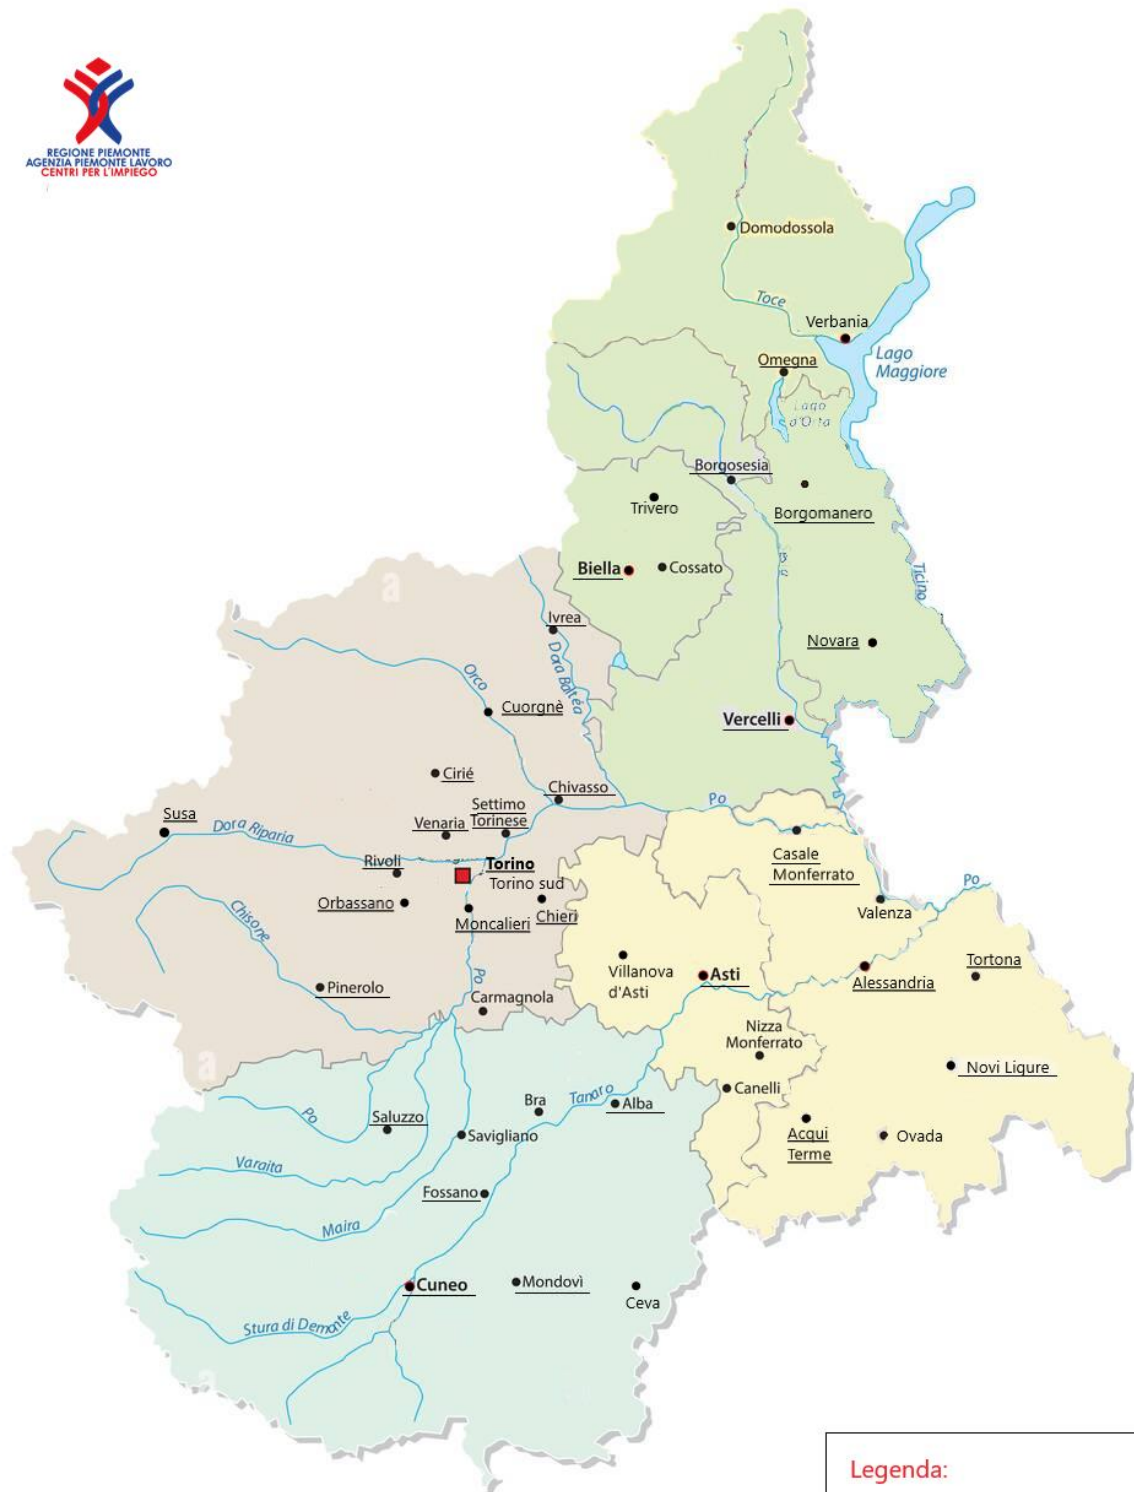 REGIONE PIEMONTE
AGENZIA PIEMONTE LAVORO
CENTRI PER L'IMPIEGO
Domodossola
Toce
Verbania
Lago
Maggiore
Omegna
Lago
d'Orta
Borgosesia
Trivero
Borgomanero
Biella
Cossato
Ticino
Ivrea
Dora Baltéa
Novara
Orco
Cuorgnè
Vercelli
Cirié
Chivasso
Po
Settimo
Torinese
Susa
Dora Riparia
Venaria
Rivoli
Torino
Torino sud
Casale
Monferrato
Po
Orbassano
Chisone
Moncalieri
Chieri
Valenza
Villanova
d'Asti
Asti
Tortona
Alessandria
Pinerolo
Po
Carmagnola
Nizza
Monferrato
Novi Ligure
Canelli
Tanaro
Alba
Bra
Po
Saluzzo
Savigliano
Acqui
Terme
Ovada
Varaita
Fossano
Maira
Cuneo
Mondovì
Ceva
Stura di Demonte
a
a
a
Legenda: